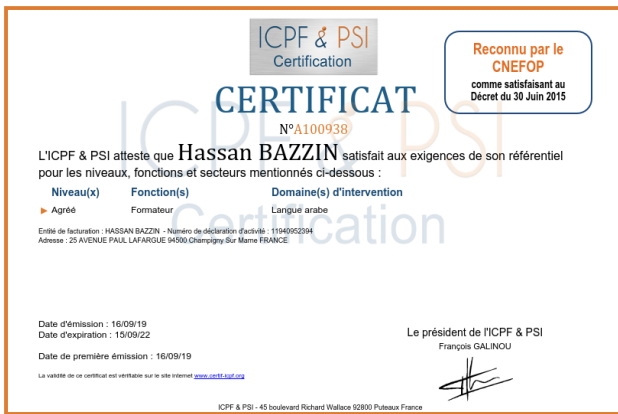 ICPF & PSI
Certification
Reconnu par le
CNEFOP
comme satisfaisant au
Décret du 30 Juin 2015
CERTIFICAT
N°A100938
L'ICPF & PSI atteste que Hassan BAZZIN satisfait aux exigences de son référentiel
pour les niveaux, fonctions et secteurs mentionnés ci-dessous :
Niveau(x) Fonction(s) Domaine(s) d'intervention
Agréé Formateur Langue arabe
Entité de facturation : HASSAN BAZZIN - Numéro de déclaration d'activité : 11940952394
Adresse : 25 AVENUE PAUL LAFARGUE 94500 Champigny Sur Marne FRANCE
ICPF & PSI
Certification
Date d'émission : 16/09/19
Date d'expiration : 15/09/22
Le président de l'ICPF & PSI
François GALINOU
Date de première émission : 16/09/19
La validité de ce certificat est vérifiable sur le site internet www.certif-icpf.org
ICPF & PSI - 45 boulevard Richard Wallace 92800 Puteaux France